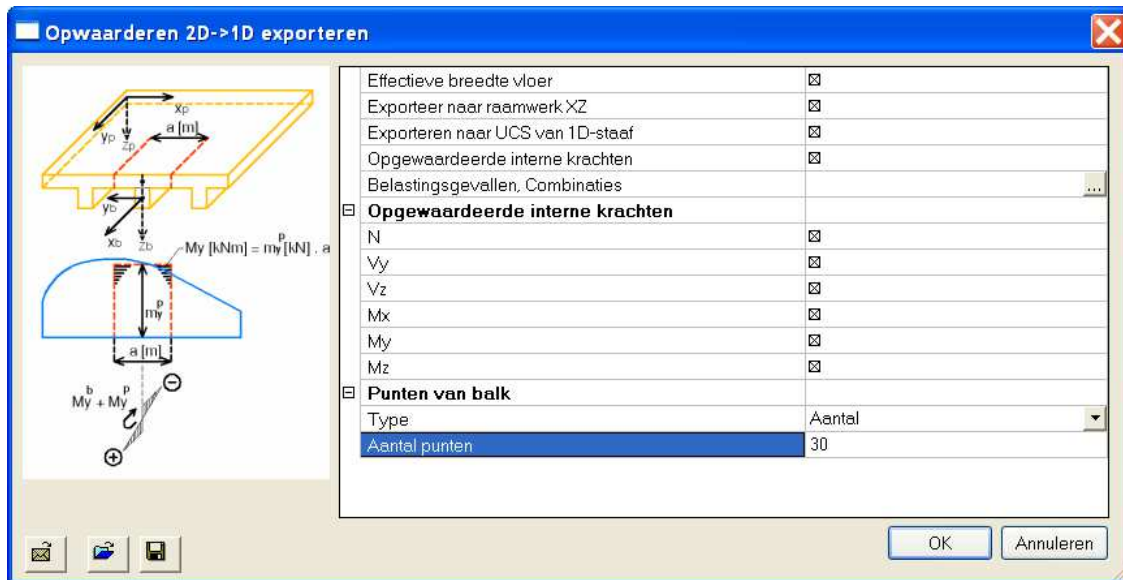 Opwaarderen 2D->1D exporteren
xp
yp
zp
a [m]
yb
xb
zb
My [kNm] = my^p [kN] . a
my^p
a [m]
My^b + My^p
Effectieve breedte vloer
Exporteer naar raamwerk XZ
Exporteren naar UCS van 1D-staaf
Opgewaardeerde interne krachten
Belastingsgevallen, Combinaties ...
Opgewaardeerde interne krachten
N
Vy
Vz
Mx
My
Mz
Punten van balk
Type Aantal
Aantal punten 30
OK Annuleren